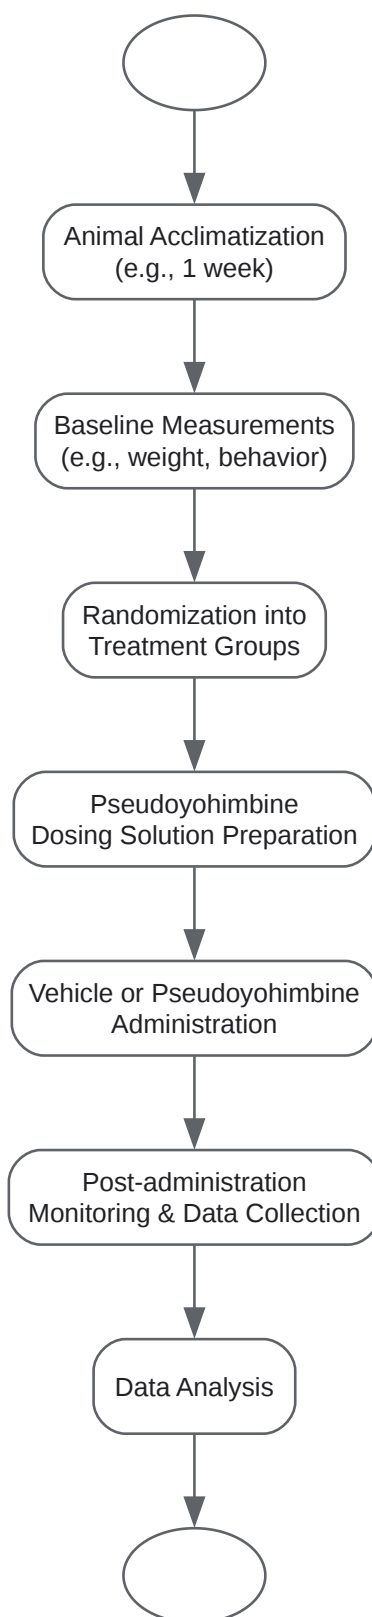 Animal Acclimatization
(e.g., 1 week)
Baseline Measurements
(e.g., weight, behavior)
Randomization into
Treatment Groups
Pseudoyohimbine
Dosing Solution Preparation
Vehicle or Pseudoyohimbine
Administration
Post-administration
Monitoring & Data Collection
Data Analysis